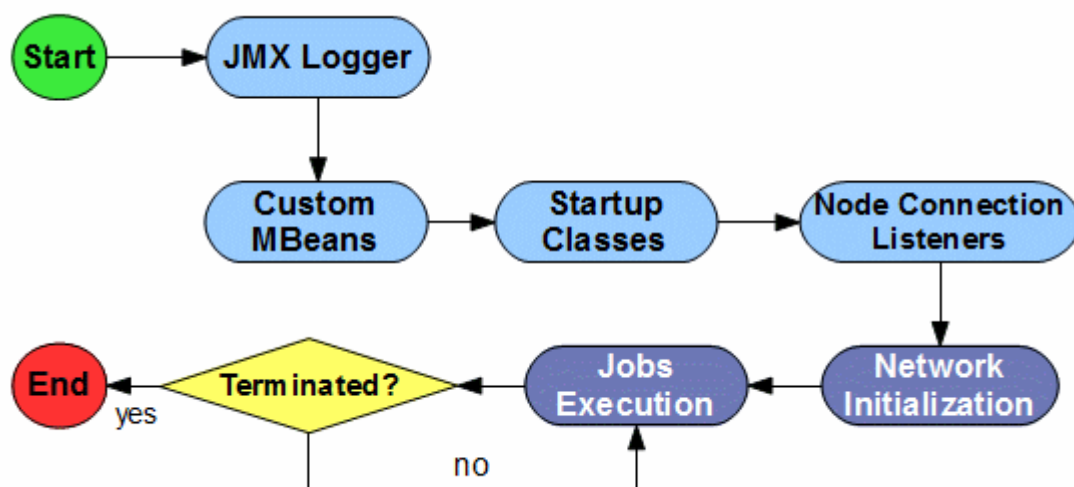 Start
JMX Logger
Custom
MBeans
Startup
Classes
Node Connection
Listeners
Network
Initialization
Jobs
Execution
Terminated?
yes
End
no